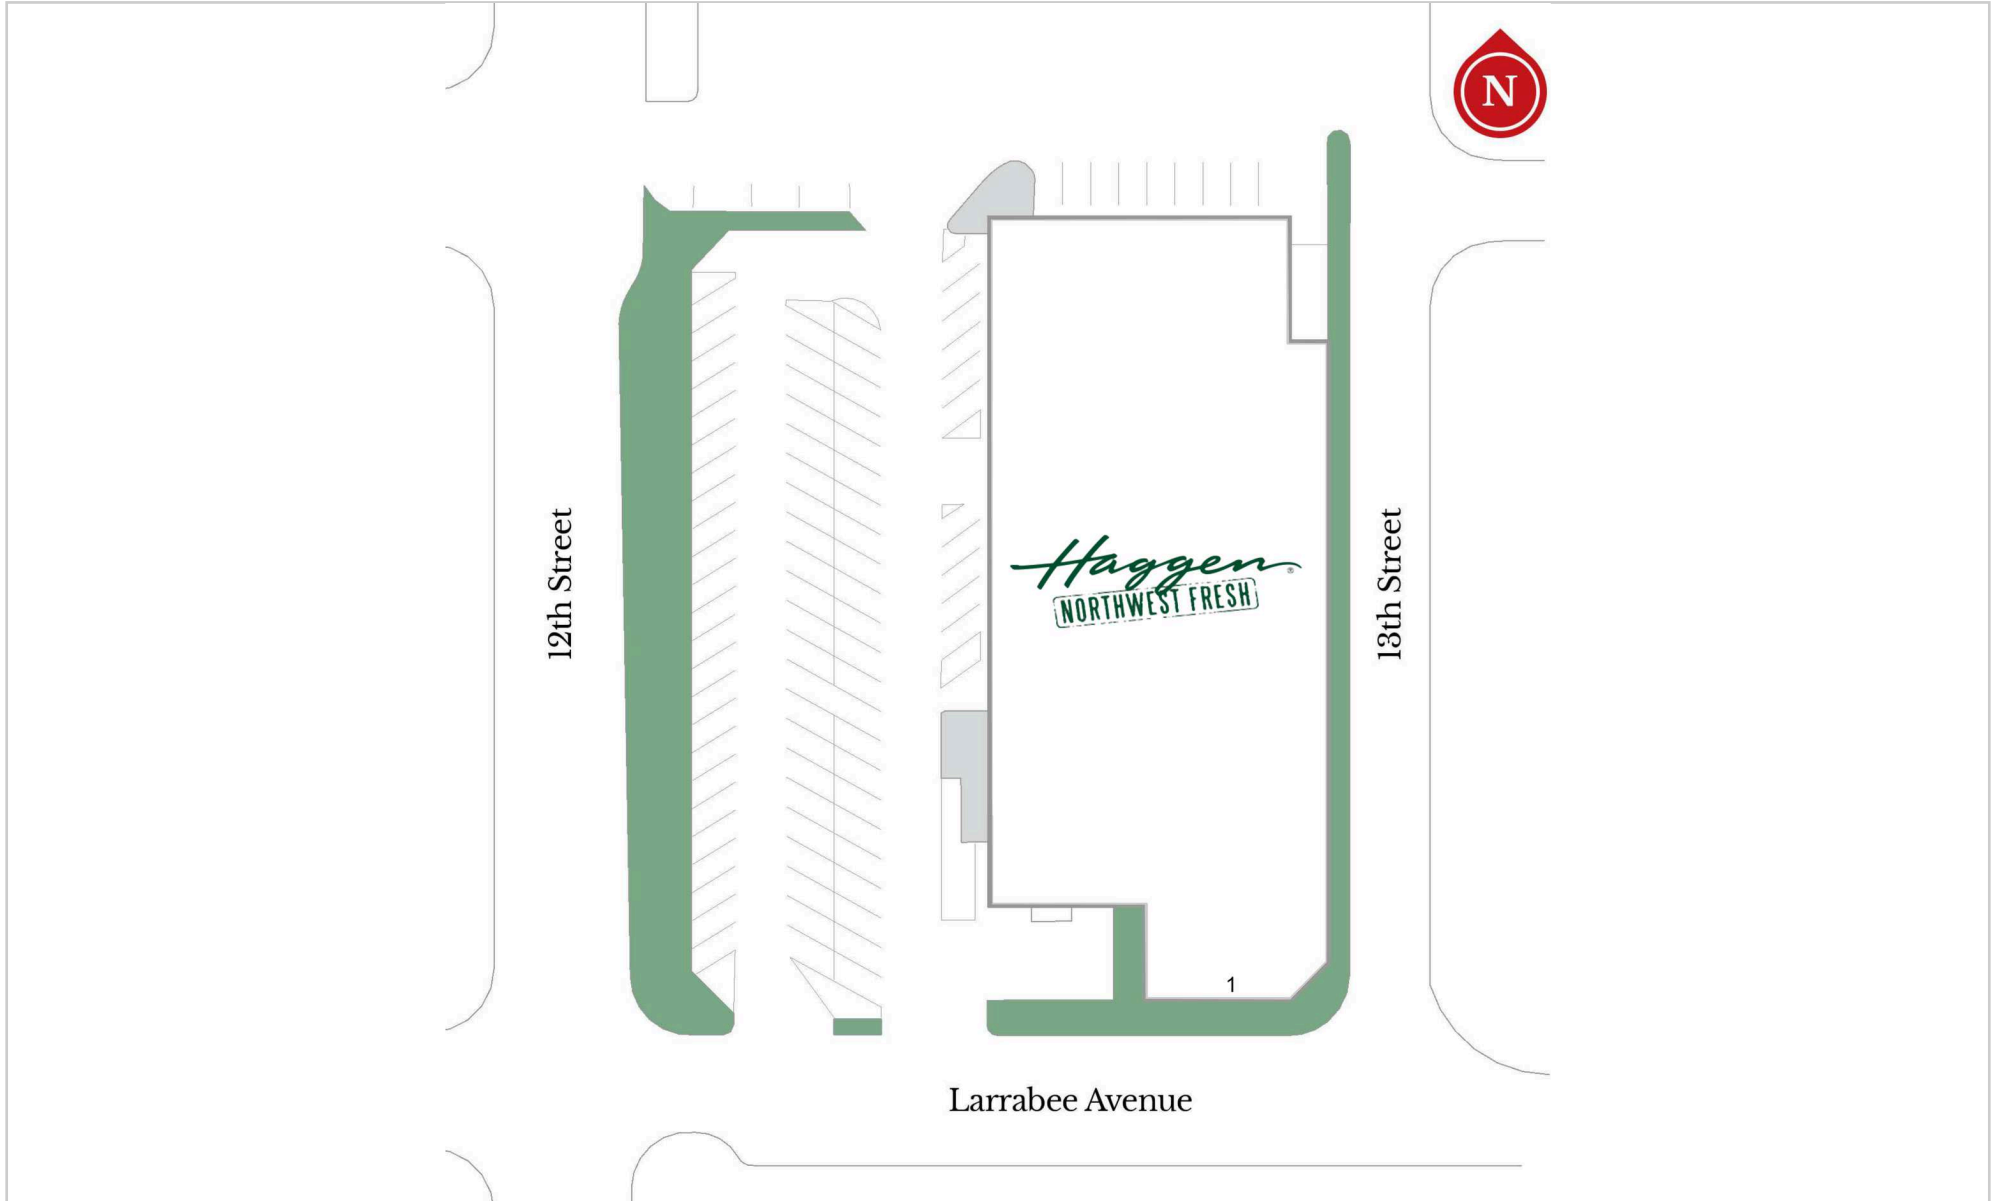 N
12th Street
Haggen®
NORTHWEST FRESH
13th Street
1
Larrabee Avenue